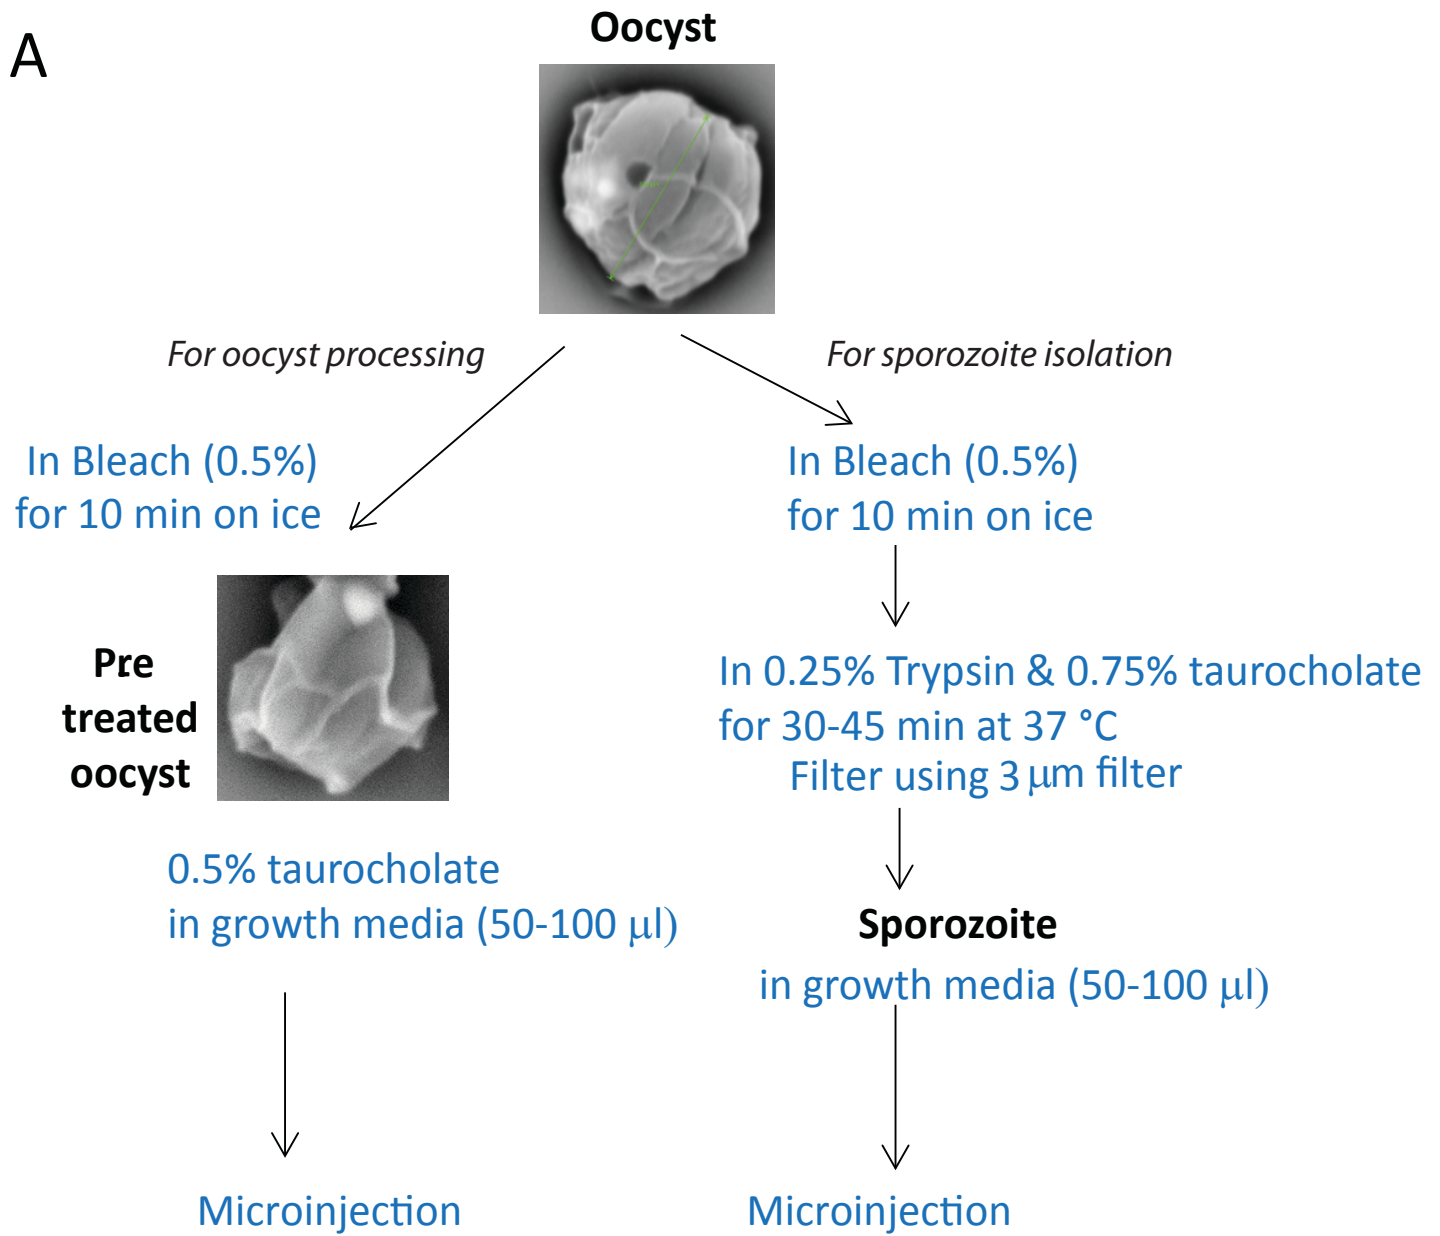 A
Oocyst
For oocyst processing
For sporozoite isolation
In Bleach (0.5%)
for 10 min on ice
In Bleach (0.5%)
for 10 min on ice
Pre
treated
oocyst
In 0.25% Trypsin & 0.75% taurocholate
for 30-45 min at 37 °C
Filter using 3 μm filter
0.5% taurocholate
in growth media (50-100 μl)
Sporozoite
in growth media (50-100 μl)
Microinjection
Microinjection